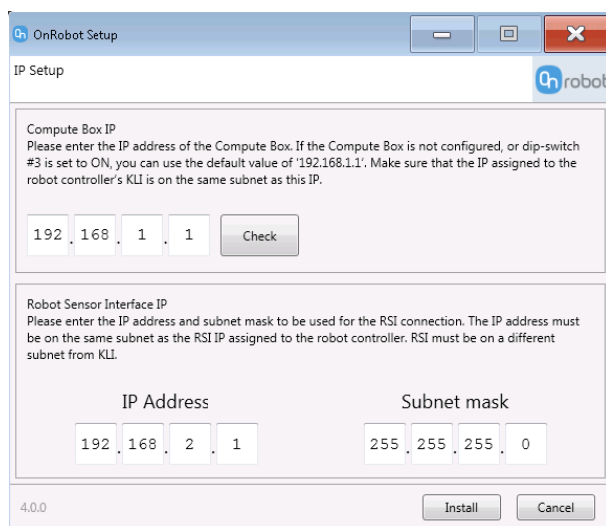 On OnRobot Setup
IP Setup
On robot
Compute Box IP
Please enter the IP address of the Compute Box. If the Compute Box is not configured, or dip-switch
#3 is set to ON, you can use the default value of '192.168.1.1'. Make sure that the IP assigned to the
robot controller's KLI is on the same subnet as this IP.
192 . 168 . 1 . 1 Check
Robot Sensor Interface IP
Please enter the IP address and subnet mask to be used for the RSI connection. The IP address must
be on the same subnet as the RSI IP assigned to the robot controller. RSI must be on a different
subnet from KLI.
IP Address Subnet mask
192 . 168 . 2 . 1 255 . 255 . 255 . 0
4.0.0 Install Cancel